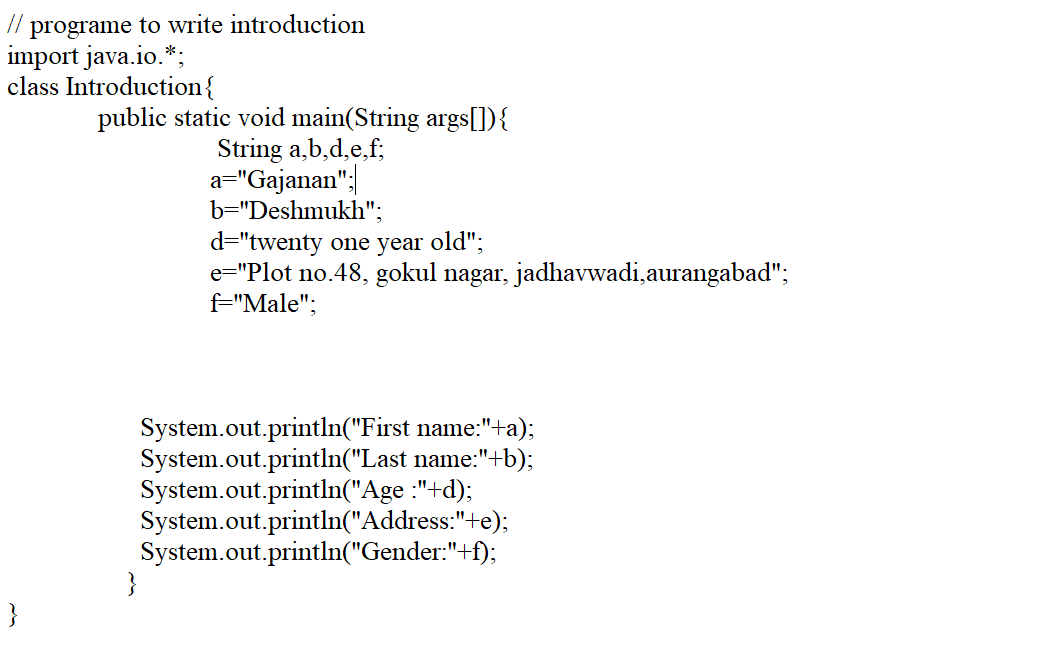 // programe to write introduction
import java.io.*;
class Introduction{
public static void main(String args[]){
String a,b,d,e,f;
a="Gajanan";
b="Deshmukh";
d="twenty one year old";
e="Plot no.48, gokul nagar, jadhavwadi,aurangabad";
f="Male";
System.out.println("First name:"+a);
System.out.println("Last name:"+b);
System.out.println("Age :"+d);
System.out.println("Address:"+e);
System.out.println("Gender:"+f);
}
}